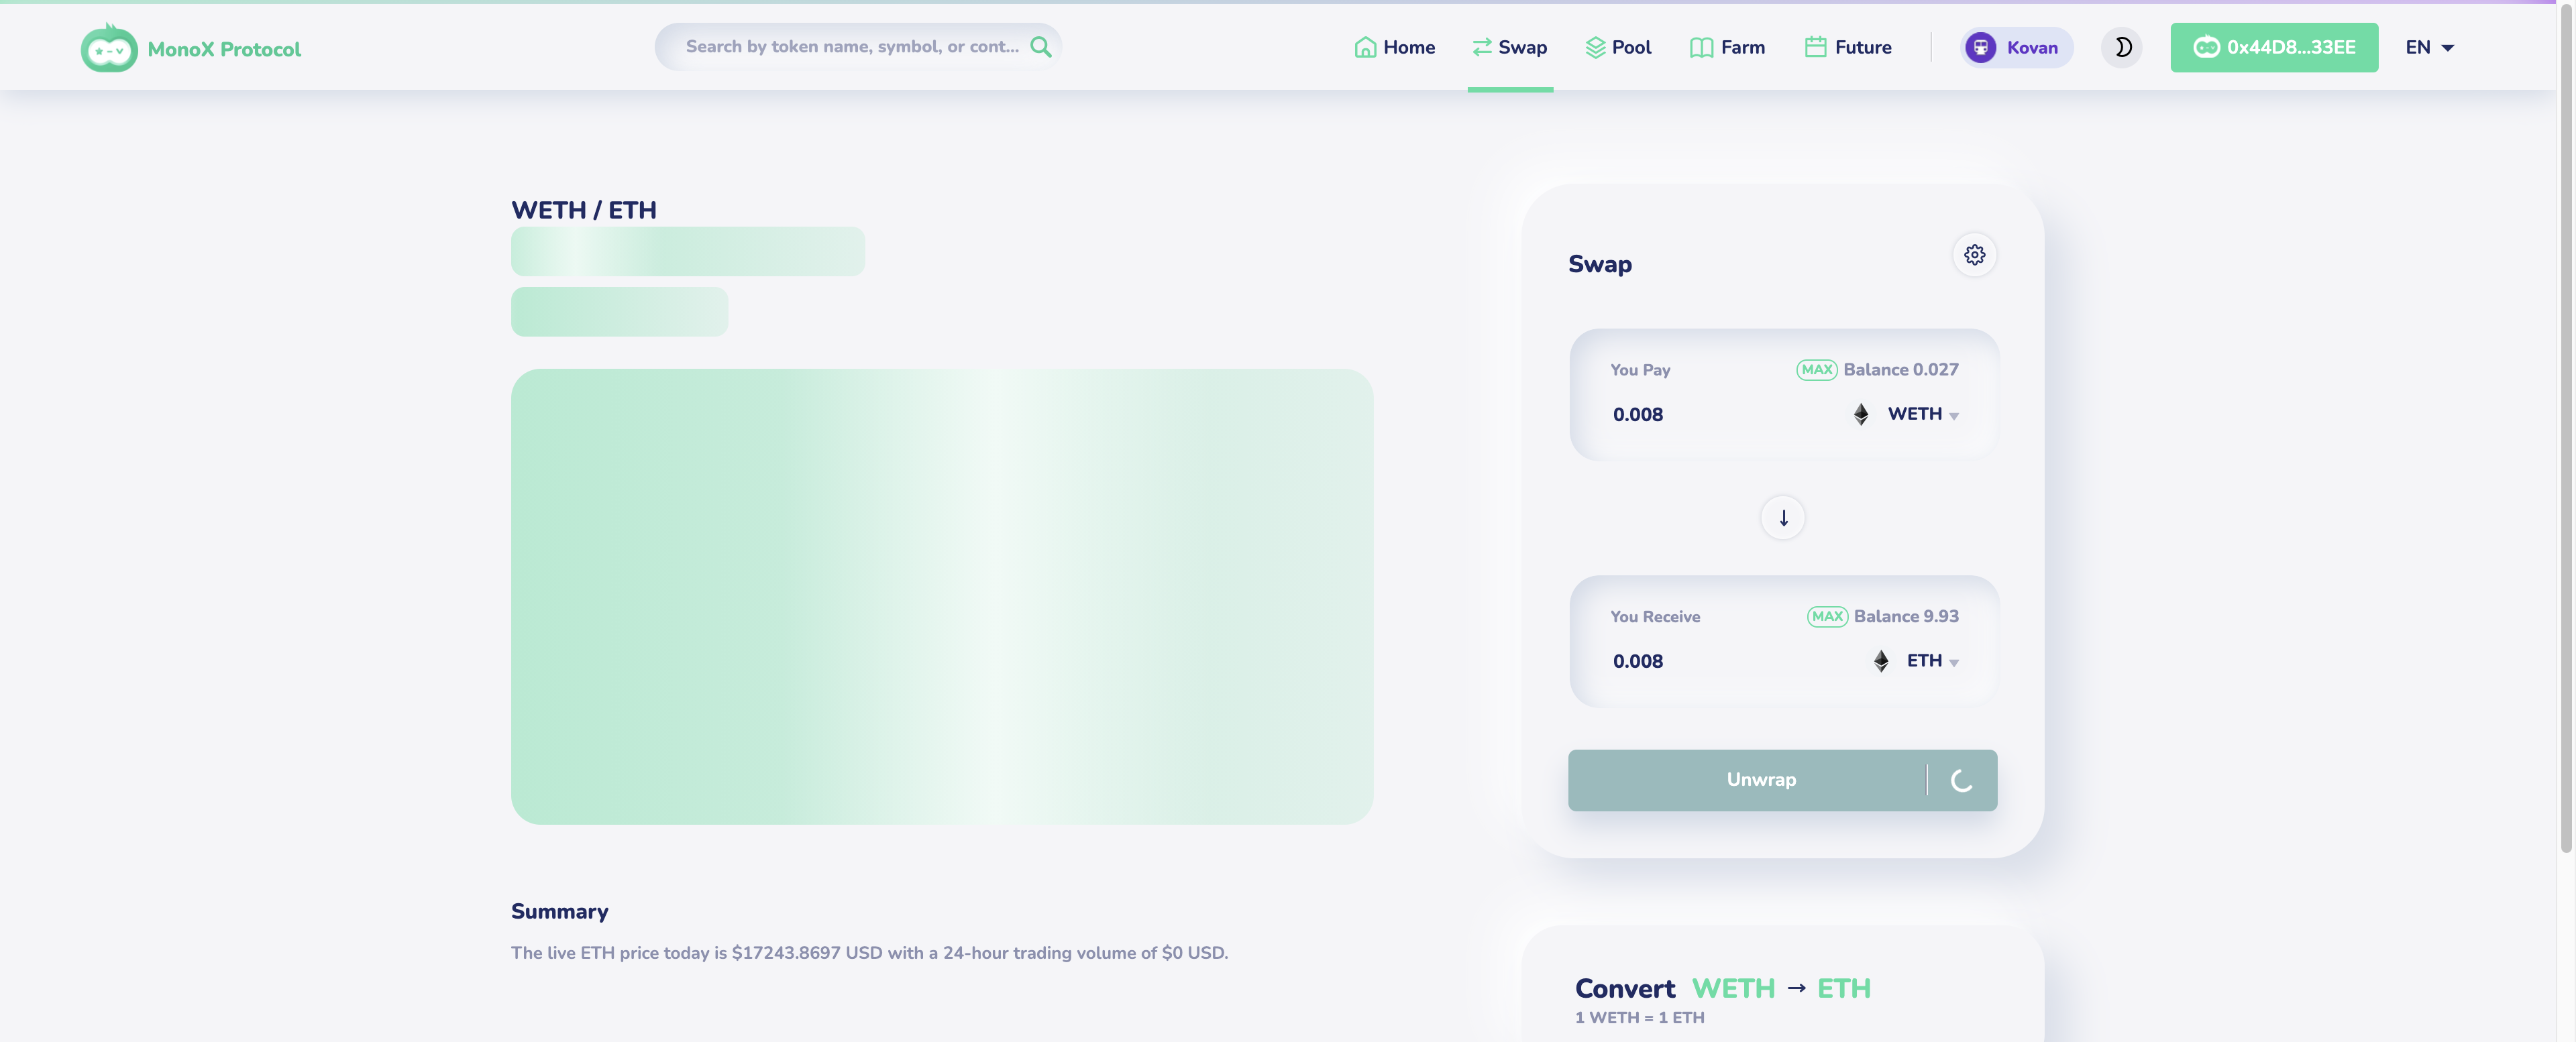 MonoX Protocol
Search by token name, symbol, or cont...
Home
Swap
Pool
Farm
Future
Kovan
0x44D8...33EE
EN
WETH / ETH
Swap
You Pay
MAX Balance 0.027
0.008
WETH
You Receive
MAX Balance 9.93
0.008
ETH
Unwrap
Summary
The live ETH price today is $17243.8697 USD with a 24-hour trading volume of $0 USD.
Convert WETH → ETH
1 WETH = 1 ETH